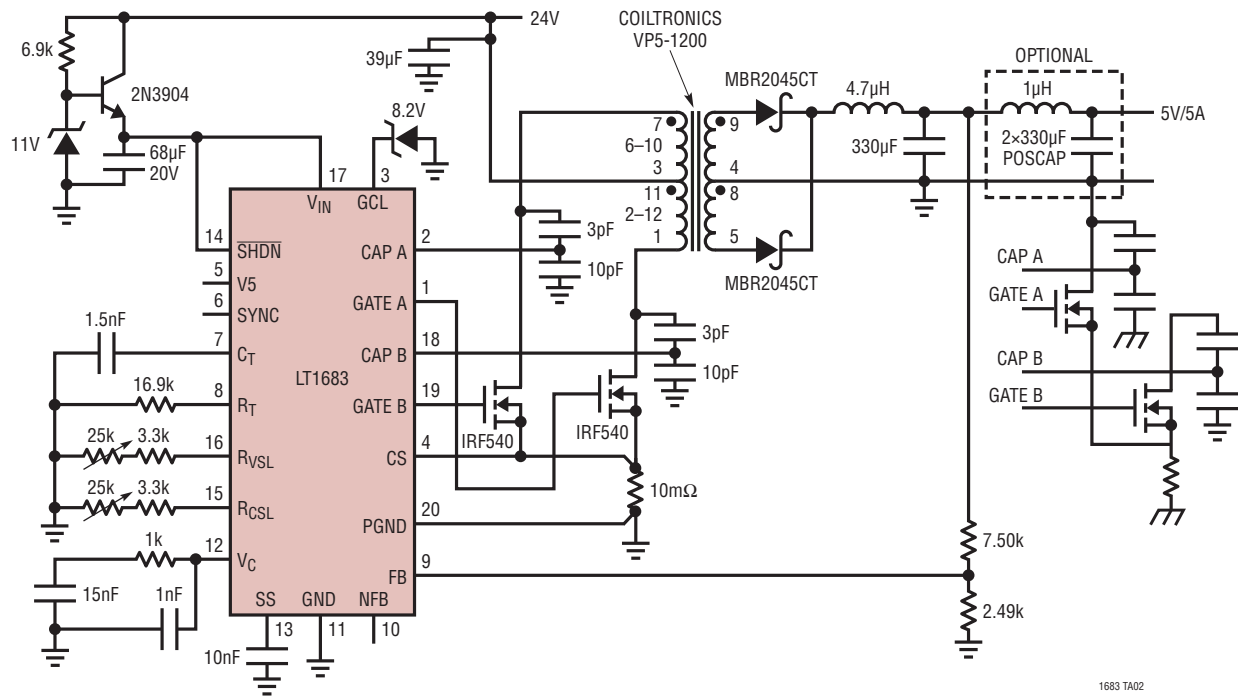 24V
COILTRONICS
VP5-1200
OPTIONAL
6.9k
39µF
2N3904
MBR2045CT
4.7µH
1µH
5V/5A
11V
8.2V
68µF
20V
330µF
2×330µF
POSCAP
7
6–10
3
11
2–12
1
9
4
8
5
17
3
VIN
GCL
14
SHDN
CAP A
2
3pF
10pF
MBR2045CT
5
V5
6
SYNC
GATE A
1
1.5nF
7
CT
CAP B
18
3pF
10pF
LT1683
16.9k
8
RT
GATE B
19
IRF540
IRF540
25k
3.3k
16
RVSL
CS
4
10mΩ
25k
3.3k
15
RCSL
PGND
20
1k
12
VC
FB
9
7.50k
2.49k
15nF
1nF
SS
GND
NFB
13
11
10
10nF
CAP A
GATE A
CAP B
GATE B
1683 TA02